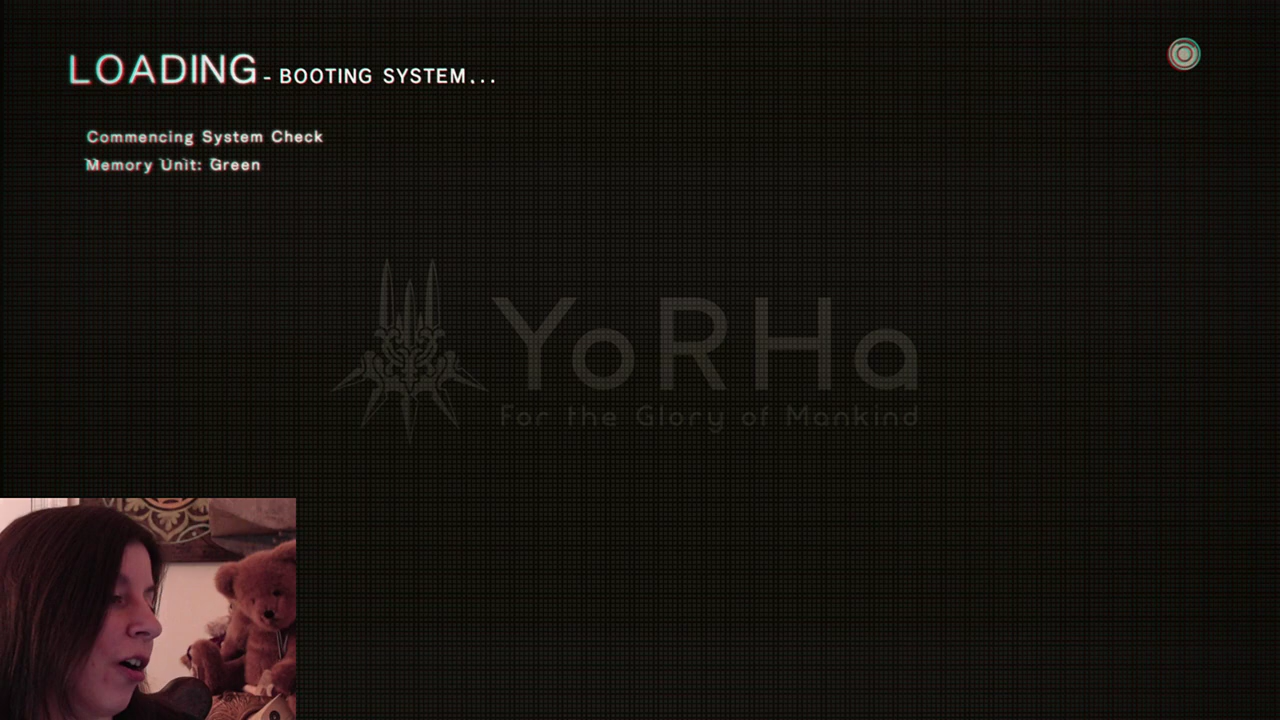 LOADING - BOOTING SYSTEM...
Commencing System Check
Memory Unit: Green
YoRHa
For the Glory of Mankind